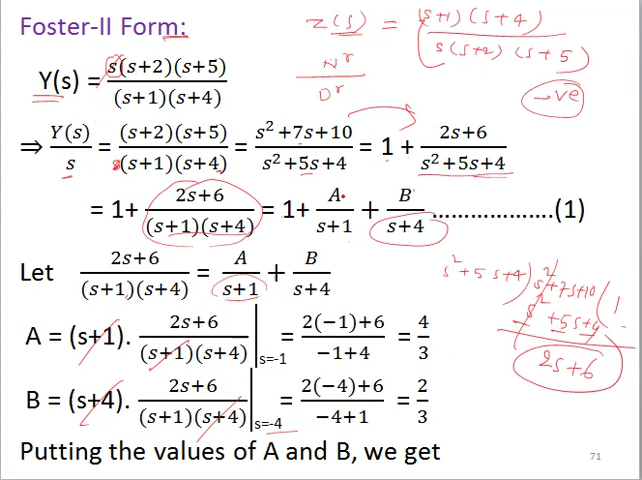 Foster-II Form:
Z(s) = (s+1)(s+4) / s(s+2)(s+5)
Nr / Dr
-ve
Y(s) = s(s+2)(s+5) / (s+1)(s+4)
⇒ Y(s)/s = (s+2)(s+5) / (s+1)(s+4) = s²+7s+10 / s²+5s+4 = 1 + 2s+6 / s²+5s+4
= 1+ 2s+6 / (s+1)(s+4) = 1+ A / s+1 + B / s+4 ....................(1)
Let 2s+6 / (s+1)(s+4) = A / s+1 + B / s+4
s²+5s+4) s²+7s+10 (1
s²+5s+4
2s+6
A = (s+1). 2s+6 / (s+1)(s+4) |s=-1 = 2(-1)+6 / -1+4 = 4/3
B = (s+4). 2s+6 / (s+1)(s+4) |s=-4 = 2(-4)+6 / -4+1 = 2/3
Putting the values of A and B, we get
71